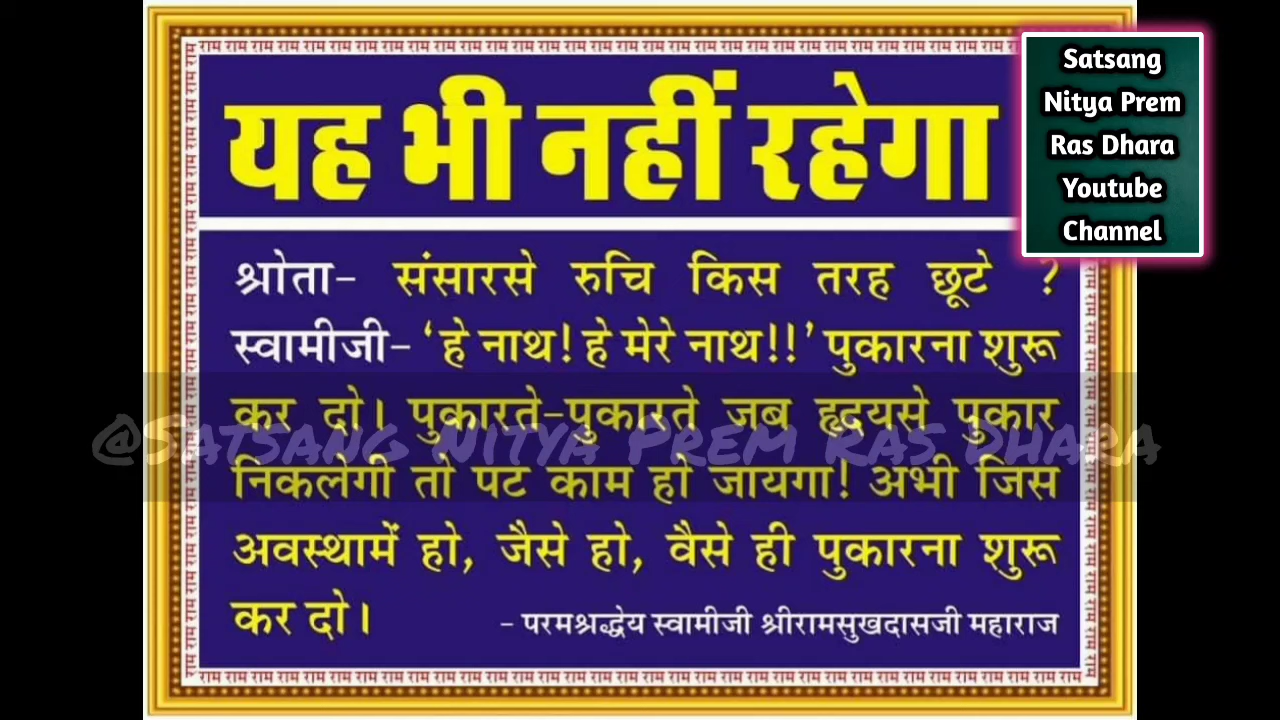 राम राम राम राम राम राम राम राम राम राम राम राम राम राम राम राम राम राम राम राम राम राम राम राम राम राम राम राम राम राम राम
यह भी नहीं रहेगा
Satsang
Nitya Prem
Ras Dhara
Youtube
Channel
श्रोता- संसारसे रुचि किस तरह छूटे ?
स्वामीजी- ‘हे नाथ! हे मेरे नाथ!!’ पुकारना शुरू
कर दो। पुकारते-पुकारते जब हृदयसे पुकार
निकलेगी तो पट काम हो जायगा! अभी जिस
अवस्थामें हो, जैसे हो, वैसे ही पुकारना शुरू
कर दो।
- परमश्रद्धेय स्वामीजी श्रीरामसुखदासजी महाराज
@Satsang Nitya Prem Ras Dhara